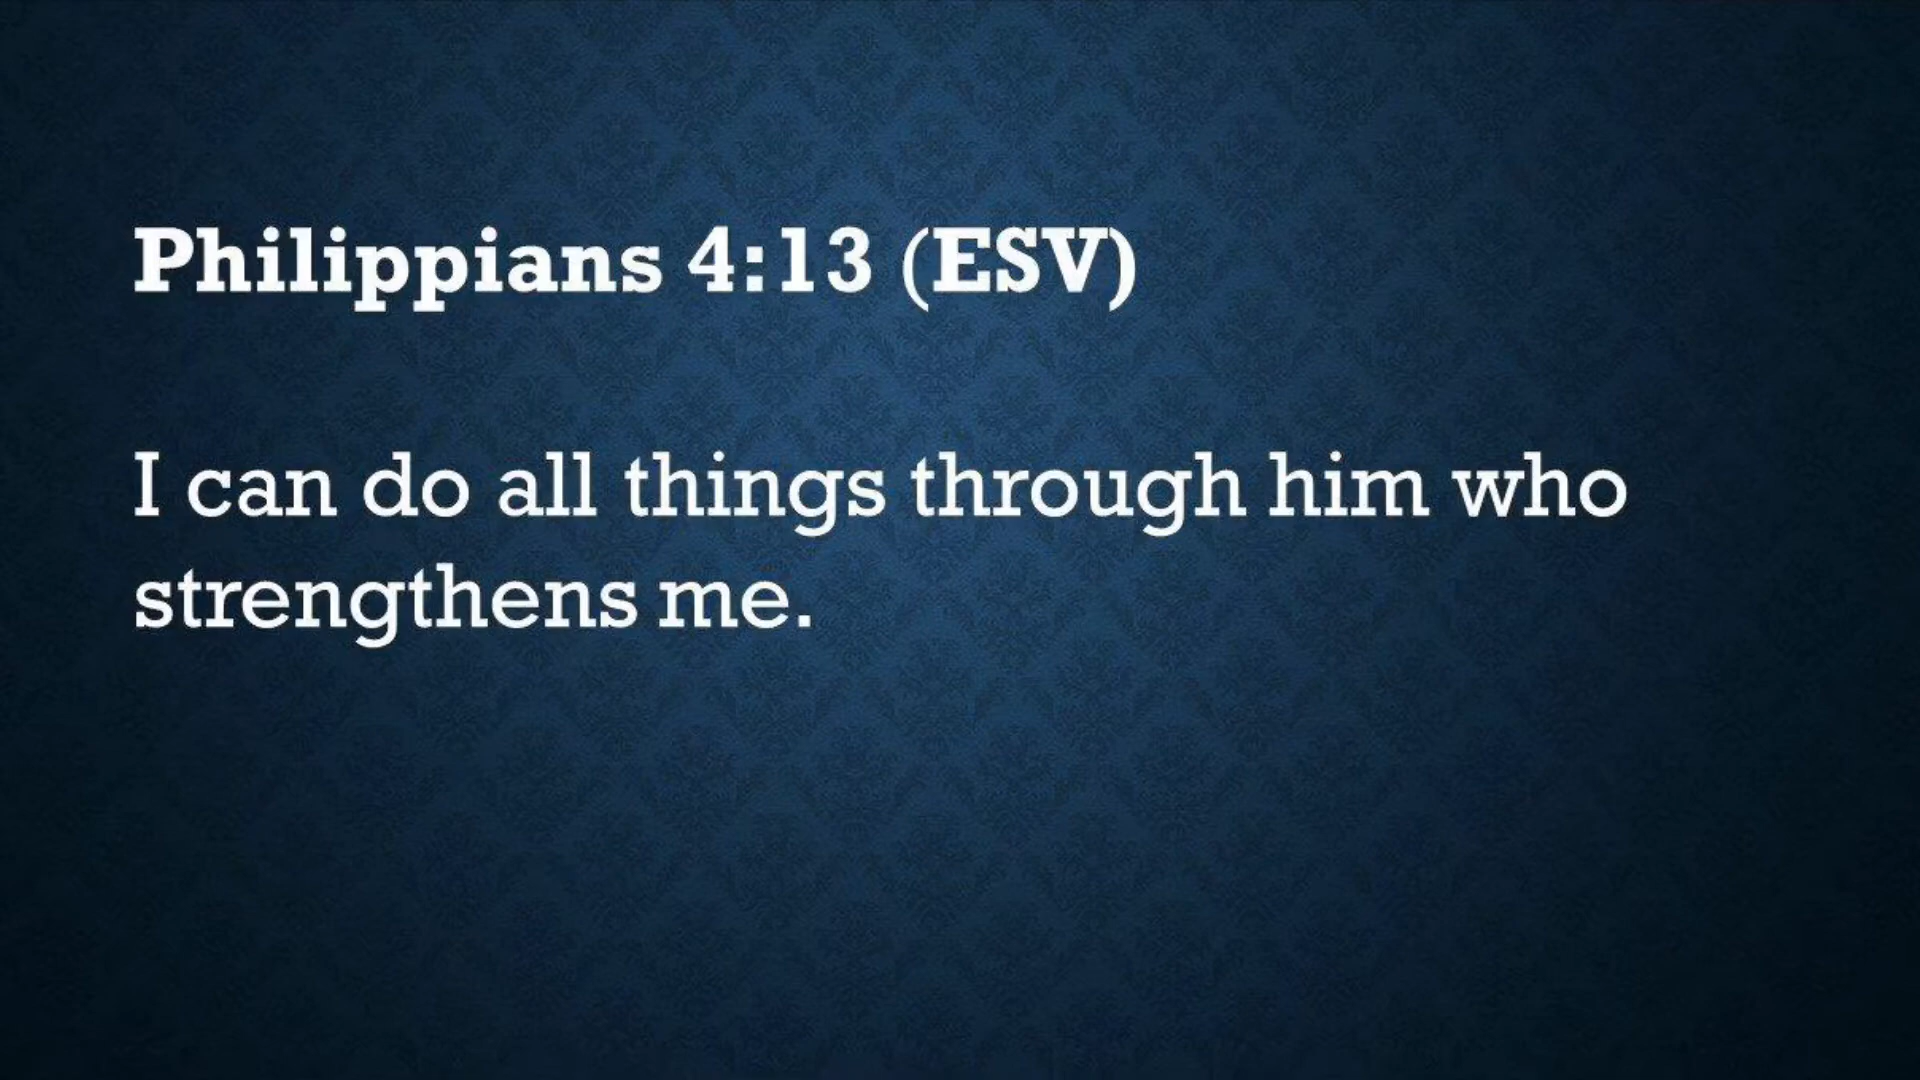 Philippians 4:13 (ESV)
I can do all things through him who
strengthens me.